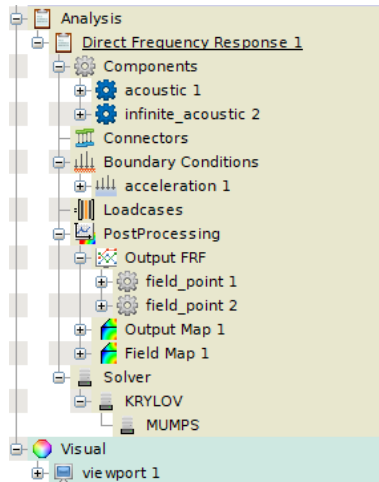 Analysis
Direct Frequency Response 1
Components
acoustic 1
infinite_acoustic 2
Connectors
Boundary Conditions
acceleration 1
Loadcases
PostProcessing
Output FRF
field_point 1
field_point 2
Output Map 1
Field Map 1
Solver
KRYLOV
MUMPS
Visual
viewport 1